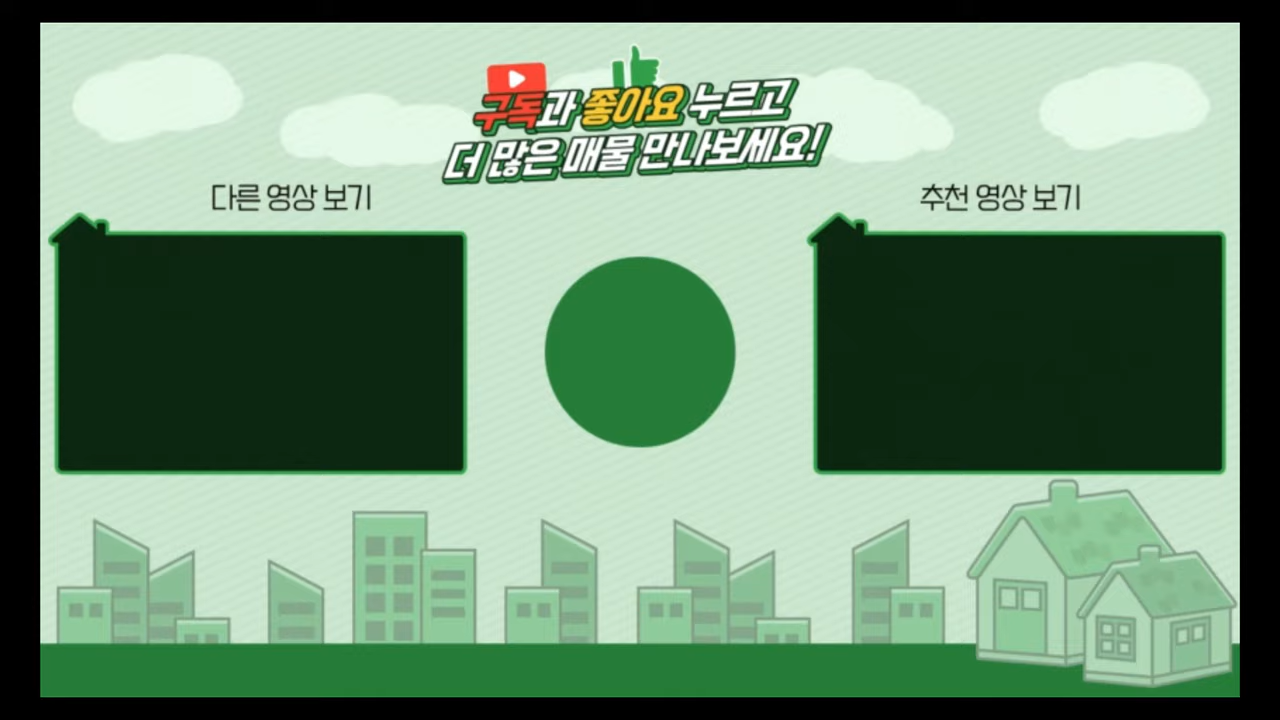 구독과 좋아요 누르고
더 많은 매물 만나보세요!
다른 영상 보기
추천 영상 보기